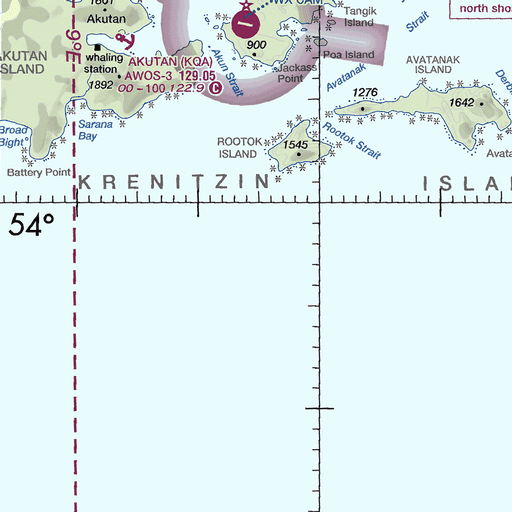 1801
Akutan
WX CAM
Tangik
Island
Strait
north sho
9°E
whaling
station
1892
AKUTAN (KQA)
AWOS-3 129.05
00 - 100 122.9 C
900
Akun Strait
Jackass
Point
Poa Island
AKUTAN
ISLAND
Avatanak
Strait
AVATANAK
ISLAND
Derb
1276
1642
Broad
Bight
Sarana
Bay
ROOTOK
ISLAND
1545
Rootok Strait
Avata
Battery Point
KRENITZIN ISLA
54°